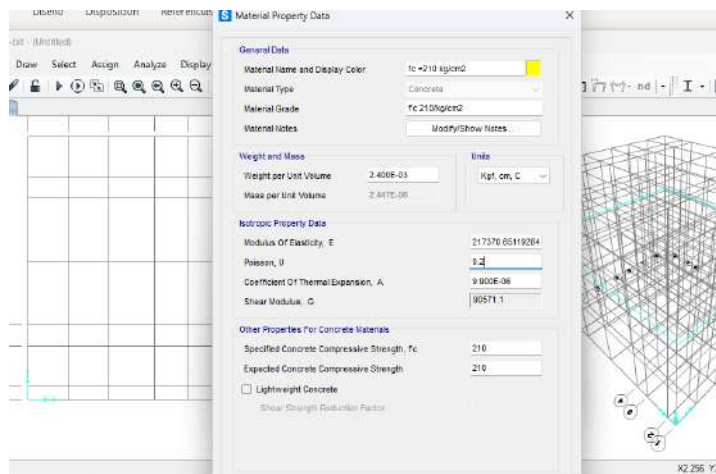 Diseño Disposición Referencias
-bit - (Untitled)
Draw Select Assign Analyze Display
nd
S Material Property Data
General Data
Material Name and Display Color f'c =210 kg/cm2
Material Type Concrete
Material Grade f'c 210/kg/cm2
Material Notes Modify/Show Notes...
Weight and Mass
Weight per Unit Volume 2.400E-03
Mass per Unit Volume 2.447E-06
Units
Kgf, cm, C
Isotropic Property Data
Modulus Of Elasticity, E 217370.65119284
Poisson, U 0.2
Coefficient Of Thermal Expansion, A 9.900E-06
Shear Modulus, G 90571.1
Other Properties For Concrete Materials
Specified Concrete Compressive Strength, f'c 210
Expected Concrete Compressive Strength 210
Lightweight Concrete
Shear Strength Reduction Factor